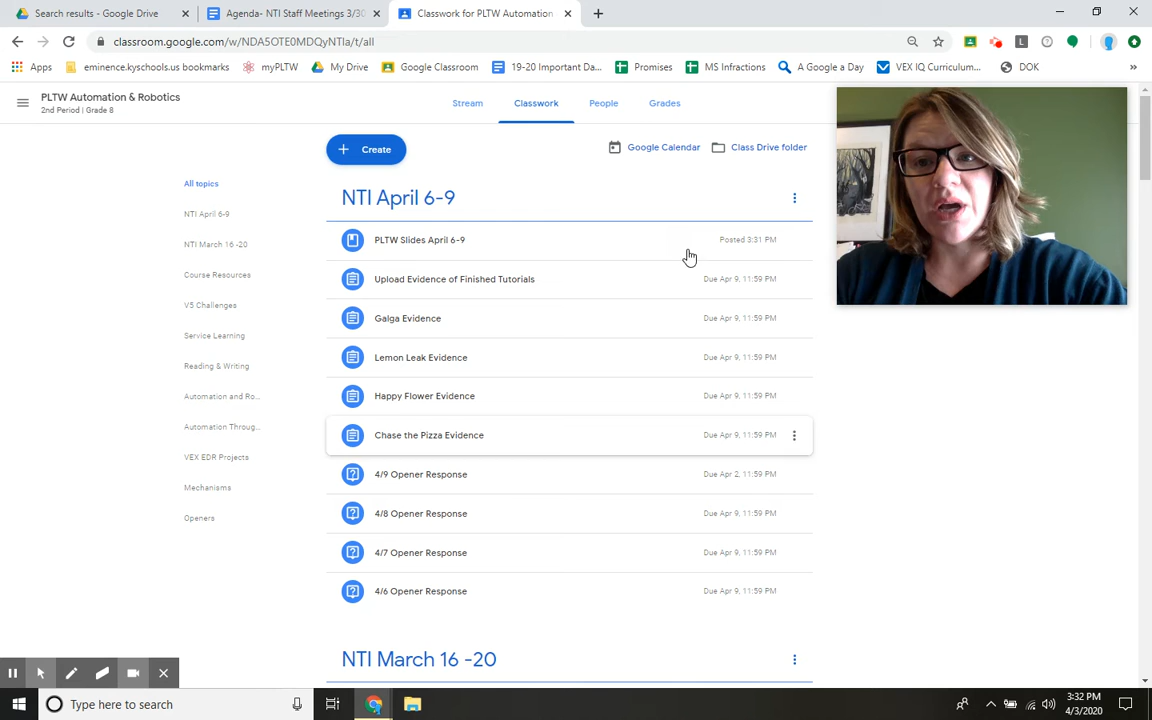 Search results - Google Drive
Agenda- NTI Staff Meetings 3/30
Classwork for PLTW Automation
classroom.google.com/w/NDA5OTE0MDQyNTIa/t/all
Apps
eminence.kyschools.us bookmarks
myPLTW
My Drive
Google Classroom
19-20 Important Da...
Promises
MS Infractions
A Google a Day
VEX IQ Curriculum...
DOK
PLTW Automation & Robotics
2nd Period | Grade 8
Stream
Classwork
People
Grades
Create
Google Calendar
Class Drive folder
All topics
NTI April 6-9
NTI March 16 -20
Course Resources
V5 Challenges
Service Learning
Reading & Writing
Automation and Ro...
Automation Throug...
VEX EDR Projects
Mechanisms
Openers
NTI April 6-9
PLTW Slides April 6-9 Posted 3:31 PM
Upload Evidence of Finished Tutorials Due Apr 9, 11:59 PM
Galga Evidence Due Apr 9, 11:59 PM
Lemon Leak Evidence Due Apr 9, 11:59 PM
Happy Flower Evidence Due Apr 9, 11:59 PM
Chase the Pizza Evidence Due Apr 9, 11:59 PM
4/9 Opener Response Due Apr 2, 11:59 PM
4/8 Opener Response Due Apr 9, 11:59 PM
4/7 Opener Response Due Apr 9, 11:59 PM
4/6 Opener Response Due Apr 9, 11:59 PM
NTI March 16 -20
Type here to search
3:32 PM
4/3/2020